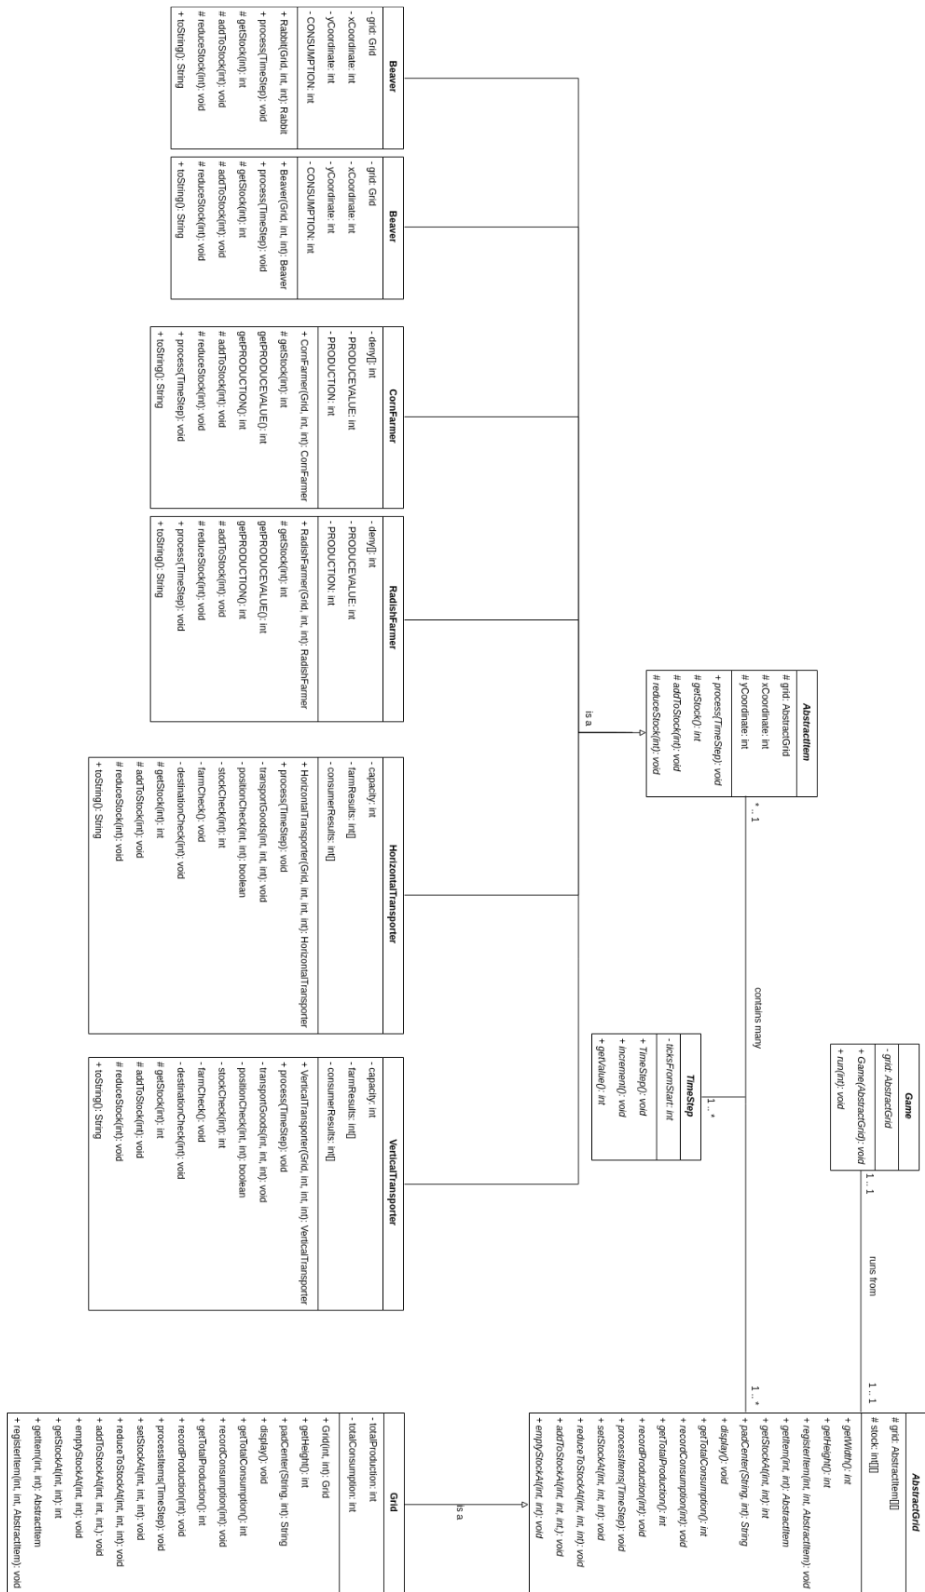 Game
- grid: AbstractGrid
+ Game(AbstractGrid): void
+ run(int): void
1 .. 1
runs from
1 .. 1
AbstractGrid
# grid: AbstractItem[][]
# stock: int[][]
+ getWidth(): int
+ getHeight(): int
+ registerItem(int, int, AbstractItem): void
+ getItem(int, int): AbstractItem
+ getStockAt(int, int): int
+ padCenter(String, int): String
+ display(): void
+ getTotalConsumption(): int
+ recordConsumption(int): void
+ getTotalProduction(): int
+ recordProduction(int): void
+ processItems(TimeStep): void
+ setStockAt(int, int, int): void
+ reduceToStockAt(int, int, int): void
+ addToStockAt(int, int, int,): void
+ emptyStockAt(int, int): void
AbstractItem
# grid: AbstractGrid
# xCoordinate: int
# yCoordinate: int
+ process(TimeStep): void
# getStock(): int
# addToStock(int): void
# reduceStock(int): void
* .. 1
contains many
1 .. *
TimeStep
- ticksFromStart: int
+ TimeStep(): void
+ increment(): void
+ getValue(): int
1 .. *
is a
is a
Beaver
- grid: Grid
- xCoordinate: int
- yCoordinate: int
- CONSUMPTION: int
+ Rabbit(Grid, int, int): Rabbit
+ process(TimeStep): void
# getStock(int): int
# addToStock(int): void
# reduceStock(int): void
+ toString(): String
Beaver
- grid: Grid
- xCoordinate: int
- yCoordinate: int
- CONSUMPTION: int
+ Beaver(Grid, int, int): Beaver
+ process(TimeStep): void
# getStock(int): int
# addToStock(int): void
# reduceStock(int): void
+ toString(): String
CornFarmer
- deny[]: int
- PRODUCEVALUE: int
- PRODUCTION: int
+ CornFarmer(Grid, int, int): CornFarmer
# getStock(int): int
getPRODUCEVALUE(): int
getPRODUCTION(): int
# addToStock(int): void
# reduceStock(int): void
+ process(TimeStep): void
+ toString(): String
RadishFarmer
- deny[]: int
- PRODUCEVALUE: int
- PRODUCTION: int
+ RadishFarmer(Grid, int, int): RadishFarmer
# getStock(int): int
getPRODUCEVALUE(): int
getPRODUCTION(): int
# addToStock(int): void
# reduceStock(int): void
+ process(TimeStep): void
+ toString(): String
HorizontalTransporter
- capacity: int
- farmResults: int[]
- consumerResults: int[]
+ HorizontalTransporter(Grid, int, int, int): HorizontalTransporter
+ process(TimeStep): void
- transportGoods(int, int, int): void
- positionCheck(int, int): boolean
- stockCheck(int): int
- farmCheck(): void
- destinationCheck(int): void
# getStock(int): int
# addToStock(int): void
# reduceStock(int): void
+ toString(): String
VerticalTransporter
- capacity: int
- farmResults: int[]
- consumerResults: int[]
+ VerticalTransporter(Grid, int, int, int): VerticalTransporter
+ process(TimeStep): void
- transportGoods(int, int, int): void
- positionCheck(int, int): boolean
- stockCheck(int): int
- farmCheck(): void
- destinationCheck(int): void
# getStock(int): int
# addToStock(int): void
# reduceStock(int): void
+ toString(): String
Grid
- totalProduction: int
- totalConsumption: int
+ Grid(int, int): Grid
+ getHeight(): int
+ padCenter(String, int): String
+ display(): void
+ getTotalConsumption(): int
+ recordConsumption(int): void
+ getTotalProduction(): int
+ recordProduction(int): void
+ processItems(TimeStep): void
+ setStockAt(int, int, int): void
+ reduceToStockAt(int, int, int): void
+ addToStockAt(int, int, int,): void
+ emptyStockAt(int, int): void
+ getStockAt(int, int): int
+ getItem(int, int): AbstractItem
+ registerItem(int, int, AbstractItem): void